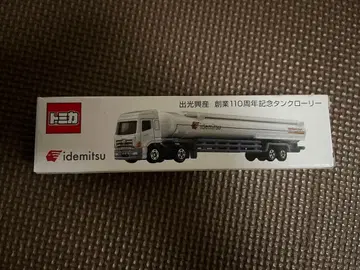 トミカ
出光興産 創業110周年記念タンクローリー
idemitsu
idemitsu